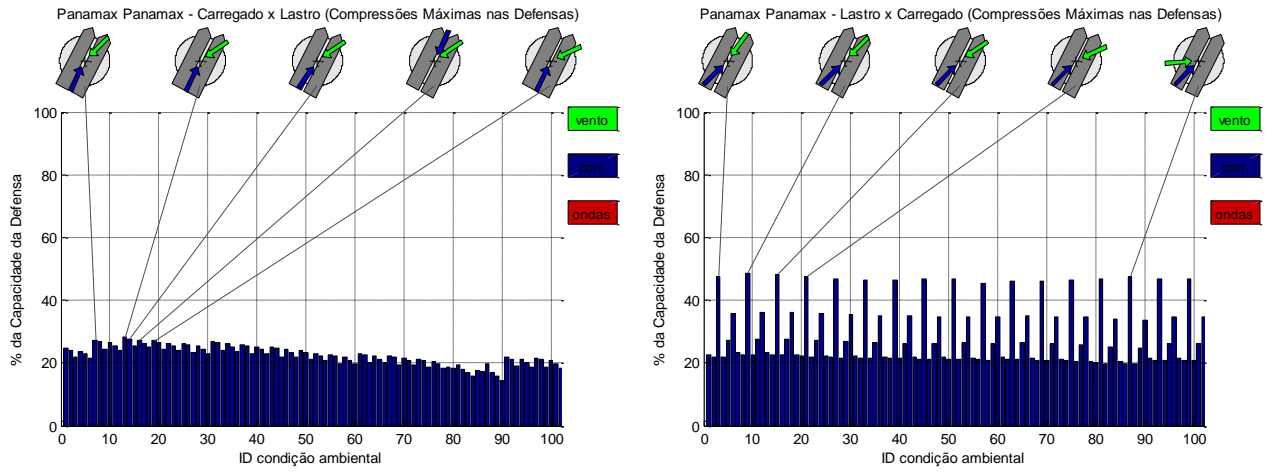 Panamax Panamax - Carregado x Lastro (Compressões Máximas nas Defensas)
100
80
60
40
20
0
% da Capacidade da Defensa
0 10 20 30 40 50 60 70 80 90 100
ID condição ambiental
vento
corr.
ondas
Panamax Panamax - Lastro x Carregado (Compressões Máximas nas Defensas)
100
80
60
40
20
0
% da Capacidade da Defensa
0 10 20 30 40 50 60 70 80 90 100
ID condição ambiental
vento
ondas